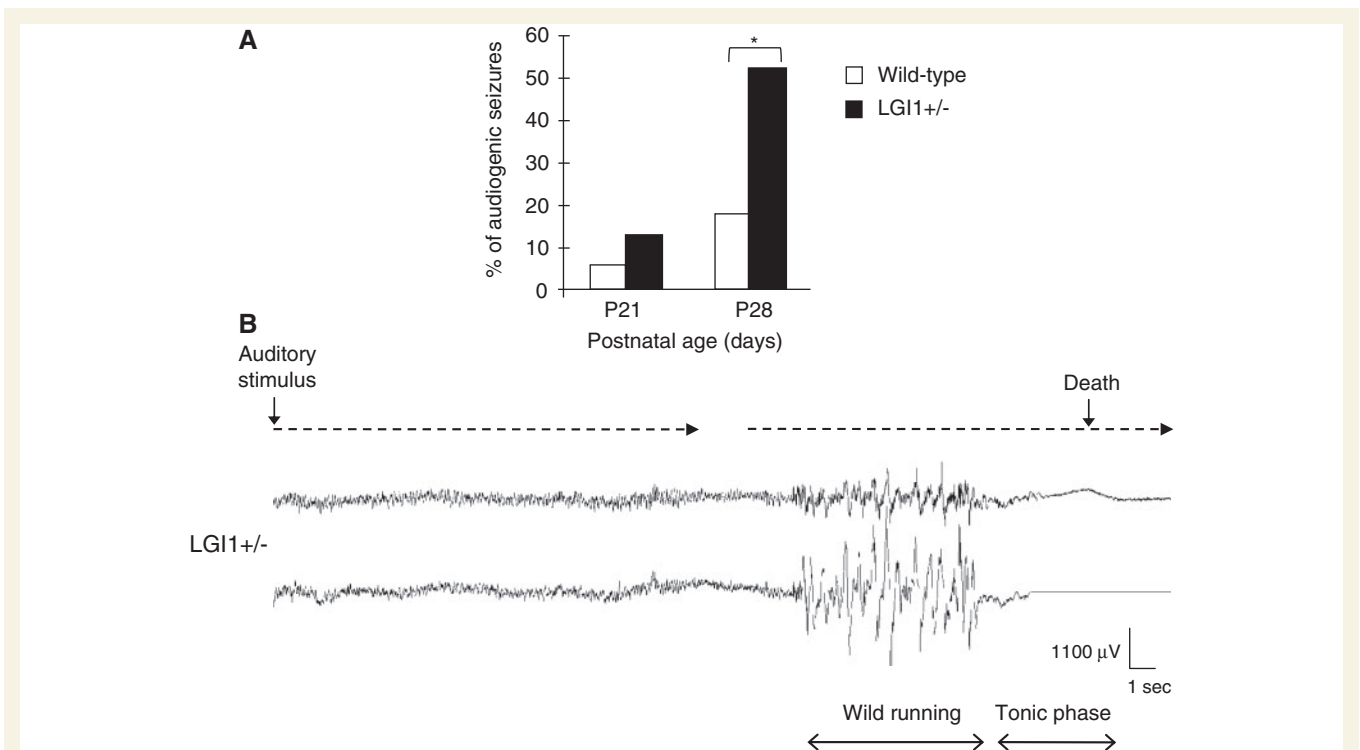 A
% of audiogenic seizures
60
50
40
30
20
10
0
*
Wild-type
LGI1+/-
P21 P28
Postnatal age (days)
B
Auditory
stimulus
Death
LGI1+/-
1100 μV
1 sec
Wild running Tonic phase